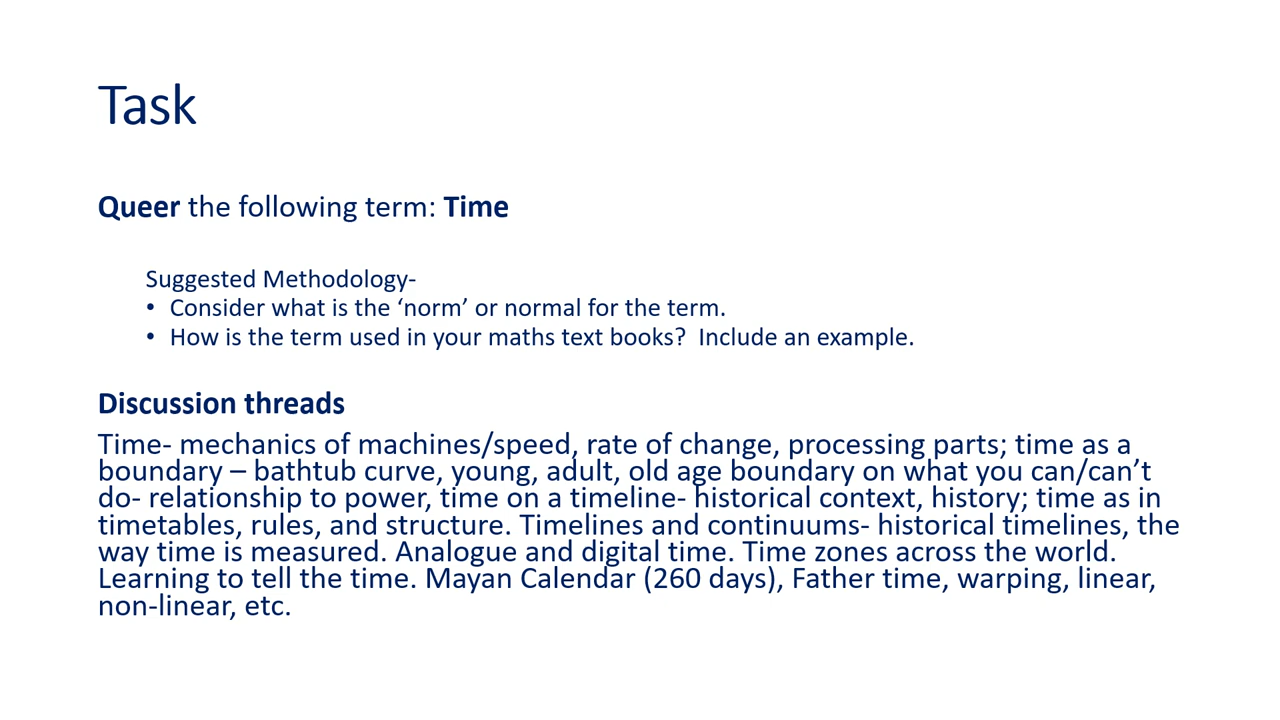 Task
Queer the following term: Time
Suggested Methodology-
• Consider what is the ‘norm’ or normal for the term.
• How is the term used in your maths text books?  Include an example.
Discussion threads
Time- mechanics of machines/speed, rate of change, processing parts; time as a
boundary – bathtub curve, young, adult, old age boundary on what you can/can’t
do- relationship to power, time on a timeline- historical context, history; time as in
timetables, rules, and structure. Timelines and continuums- historical timelines, the
way time is measured. Analogue and digital time. Time zones across the world.
Learning to tell the time. Mayan Calendar (260 days), Father time, warping, linear,
non-linear, etc.